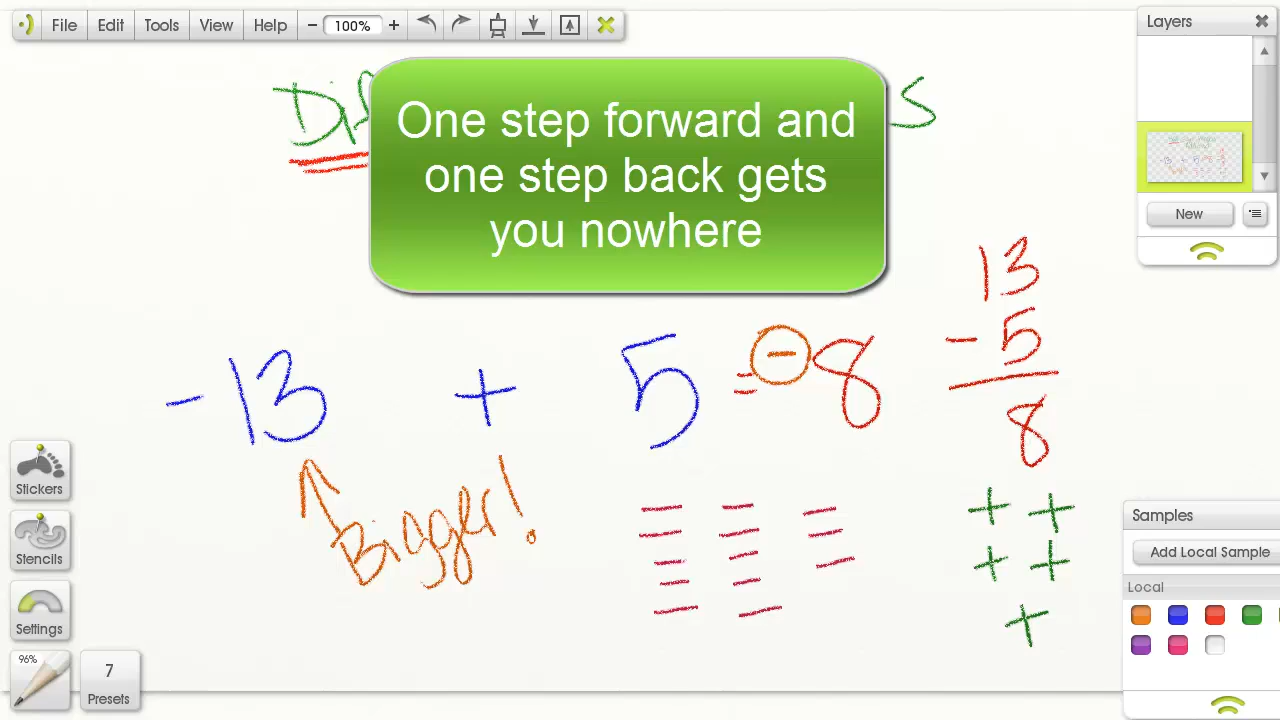 File Edit Tools View Help − 100% +
Layers
Dif
S
One step forward and
one step back gets
you nowhere
New
13
- 5
8
-13 + 5 = -8
Bigger!
Stickers
Stencils
Settings
96%
7
Presets
+ +
+ +
+
Samples
Add Local Sample
Local